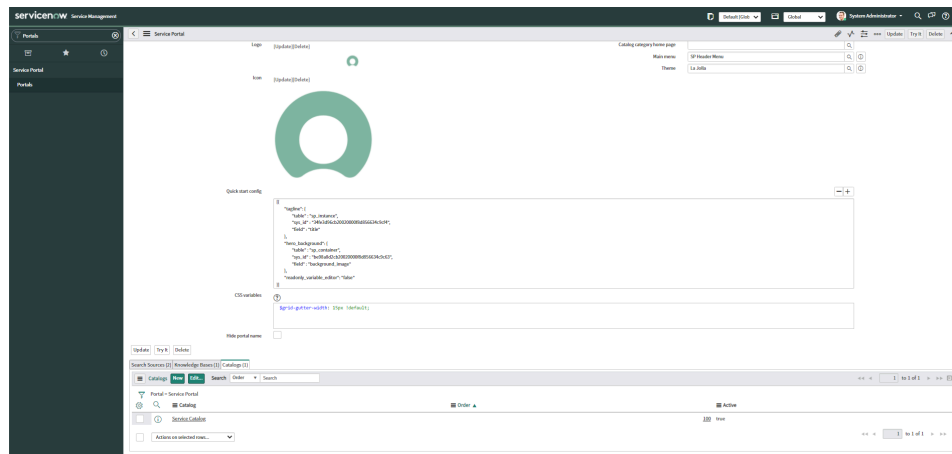 servicenow Service Management
Default [Glob
Global
System Administrator
Portals
Service Portal
Update Try It Delete
Service Portal
Portals
Logo [Update][Delete]
Icon [Update][Delete]
Catalog category home page
Main menu SP Header Menu
Theme La Jolla
Quick start config
"tagline": {
"table" : "sp_instance",
"field" : "title"
},
"hero_background": {
"table" : "sp_container",
"field" : "background_image"
},
"readonly_variable_editor": "false"
CSS variables
$grid-gutter-width: 15px !default;
Hide portal name
Update Try It Delete
Search Sources (2) Knowledge Bases (1) Catalogs (1)
Catalogs New Edit... Search Order Search
1 to 1 of 1
Portal = Service Portal
Catalog Order Active
Service Catalog 100 true
Actions on selected rows...
1 to 1 of 1